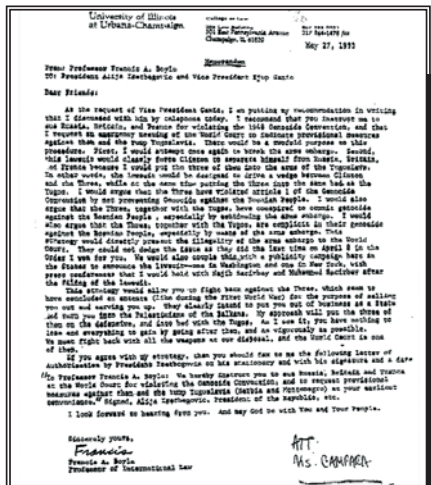 University of Illinois
at Urbana-Champaign
College of Law
Champaign, IL 61820
May 27, 1993
Memorandum
From: Professor Francis A. Boyle
TO: President Alija Izetbegovic and Vice President Ejup Ganic
Dear Friends:
At the request of Vice President Ganic, I am putting my recommendation in writing
that I discussed with him by telephone today. I recommend that you instruct me to
sue Russia, Britain, and France for violating the 1948 Genocide Convention, and that
I request an emergency meeting of the World Court to indicate provisional measures
against them and the rump Yugoslavia. There would be a twofold purpose on this
procedure. First, I would attempt once again to break the arms embargo. Second,
this lawsuit would clearly force Clinton to separate himself from Russia, Britain,
and France because I would put the three of them into the arms of the Yugoslavs.
In other words, the lawsuit would be designed to drive a wedge between Clinton
and the Three, while at the same time putting the three into the same bed as the
Yugos. I would argue that the Three have violated article 1 of the Genocide
Convention by not preventing Genocide against the Bosnian People. I would also
argue that the Three, together with the Yugos, have conspired to commit genocide
against the Bosnian People, especially by continuing the arms embargo. I would
also argue that the Three, together with the Yugos, are complicit in their genocide
against the Bosnian People, especially by means of the arms embargo. This
strategy would directly present the illegality of the arms embargo to the World
Court. They could not dodge the issue as they did the last time on April 8 in the
Order I won for you. We would also couple this with a publicity campaign here in
the States to announce the lawsuit--one in Washington and one in New York, with
press conferences that I would hold with Najib Sacirbey and Muhamed Sacirbey after
the filing of the lawsuit.
This strategy would allow you to fight back against the Three, which seem to
have concluded an entente (like during the First World War) for the purpose of selling
you out and carving you up. They clearly intend to put you out of business as a State
and turn you into the Palestinians of the Balkans. My approach will put the three of
them on the defensive, and into bed with the Yugos. As I see it, you have nothing to
lose and everything to gain by going after them, and as vigorously as possible.
We must fight back with all the weapons at our disposal, and the World Court is one
of them.
If you agree with my strategy, then you should fax to me the following Letter of
Authorization by Presidente Izetbegovic on his stationery and with his signature and a date
"To Professor Francis A. Boyle: We hereby instruct you to sue Russia, Britain and France
at the World Court for violating the Genocide Convention, and to request provisional
measures against them and the rump Yugoslavia (Serbia and Montenegro) at your earliest
convenience." Signed, Alija Izetbegovic, President of the Republic, etc.
I look forward to hearing from you. And may God be with You and Your People.
Sincerely yours,
Francis
Francis A. Boyle
Professor of International Law
ATT:
Ms. CAMPARA